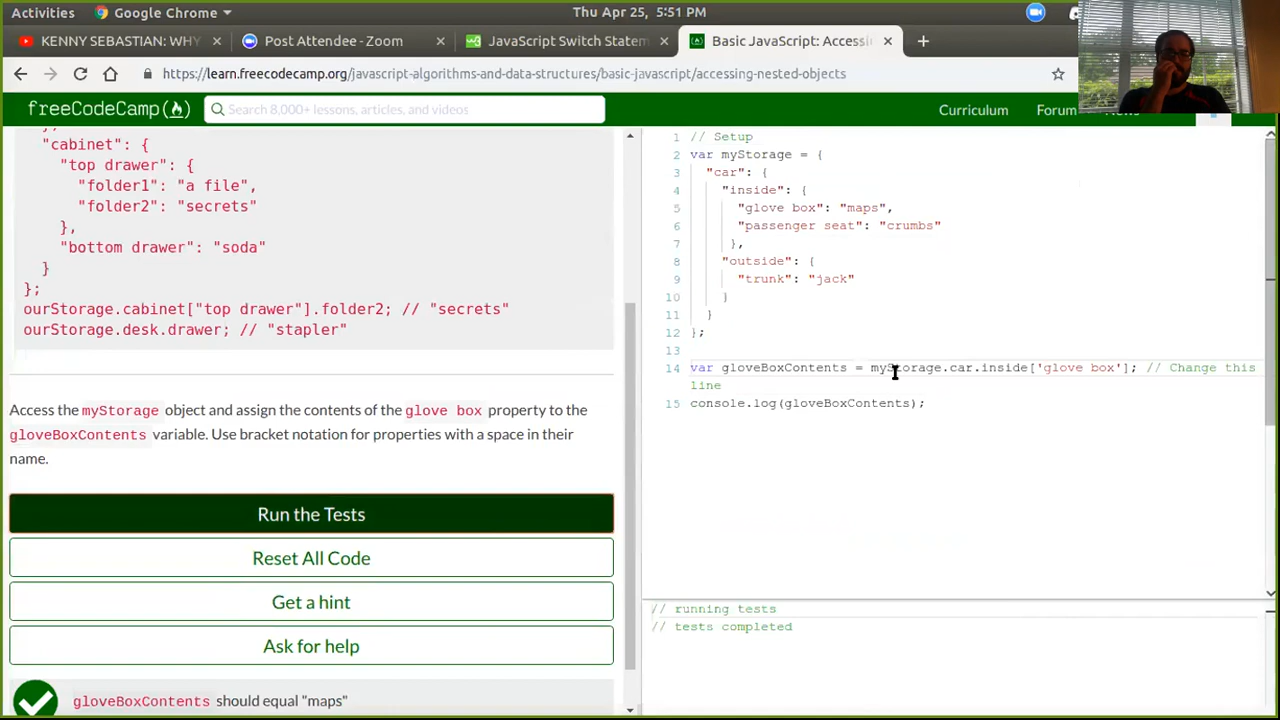 Activities
Google Chrome
Thu Apr 25, 5:51 PM
KENNY SEBASTIAN: WHY
Post Attendee - Zoom
JavaScript Switch Statem
Basic JavaScript: Accessi
https://learn.freecodecamp.org/javascript-algorithms-and-data-structures/basic-javascript/accessing-nested-objects
freeCodeCamp
Search 8,000+ lessons, articles, and videos
Curriculum
Forum
News
},
"cabinet": {
"top drawer": {
"folder1": "a file",
"folder2": "secrets"
},
"bottom drawer": "soda"
}
};
ourStorage.cabinet["top drawer"].folder2; // "secrets"
ourStorage.desk.drawer; // "stapler"
Access the myStorage object and assign the contents of the glove box property to the
gloveBoxContents variable. Use bracket notation for properties with a space in their
name.
Run the Tests
Reset All Code
Get a hint
Ask for help
gloveBoxContents should equal "maps"
1 // Setup
2 var myStorage = {
3 "car": {
4 "inside": {
5 "glove box": "maps",
6 "passenger seat": "crumbs"
7 },
8 "outside": {
9 "trunk": "jack"
10 }
11 }
12 };
13
14 var gloveBoxContents = myStorage.car.inside['glove box']; // Change this
line
15 console.log(gloveBoxContents);
// running tests
// tests completed